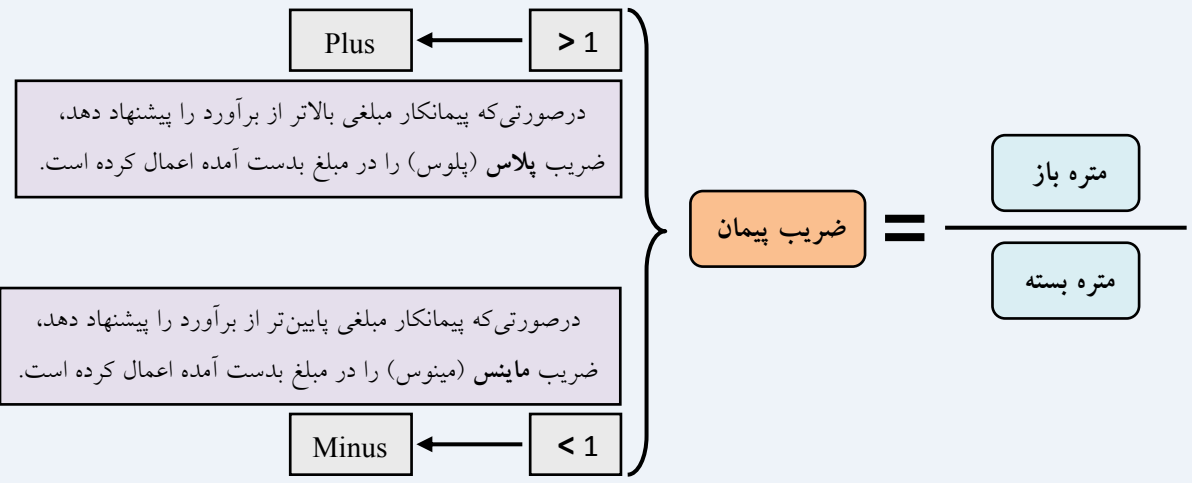 متره باز
متره بسته
=
ضریب پیمان
> 1
Plus
درصورتی‌که پیمانکار مبلغی بالاتر از برآورد را پیشنهاد دهد،
ضریب پلاس (پلوس) را در مبلغ بدست آمده اعمال کرده است.
درصورتی‌که پیمانکار مبلغی پایین‌تر از برآورد را پیشنهاد دهد،
ضریب ماینس (مینوس) را در مبلغ بدست آمده اعمال کرده است.
< 1
Minus